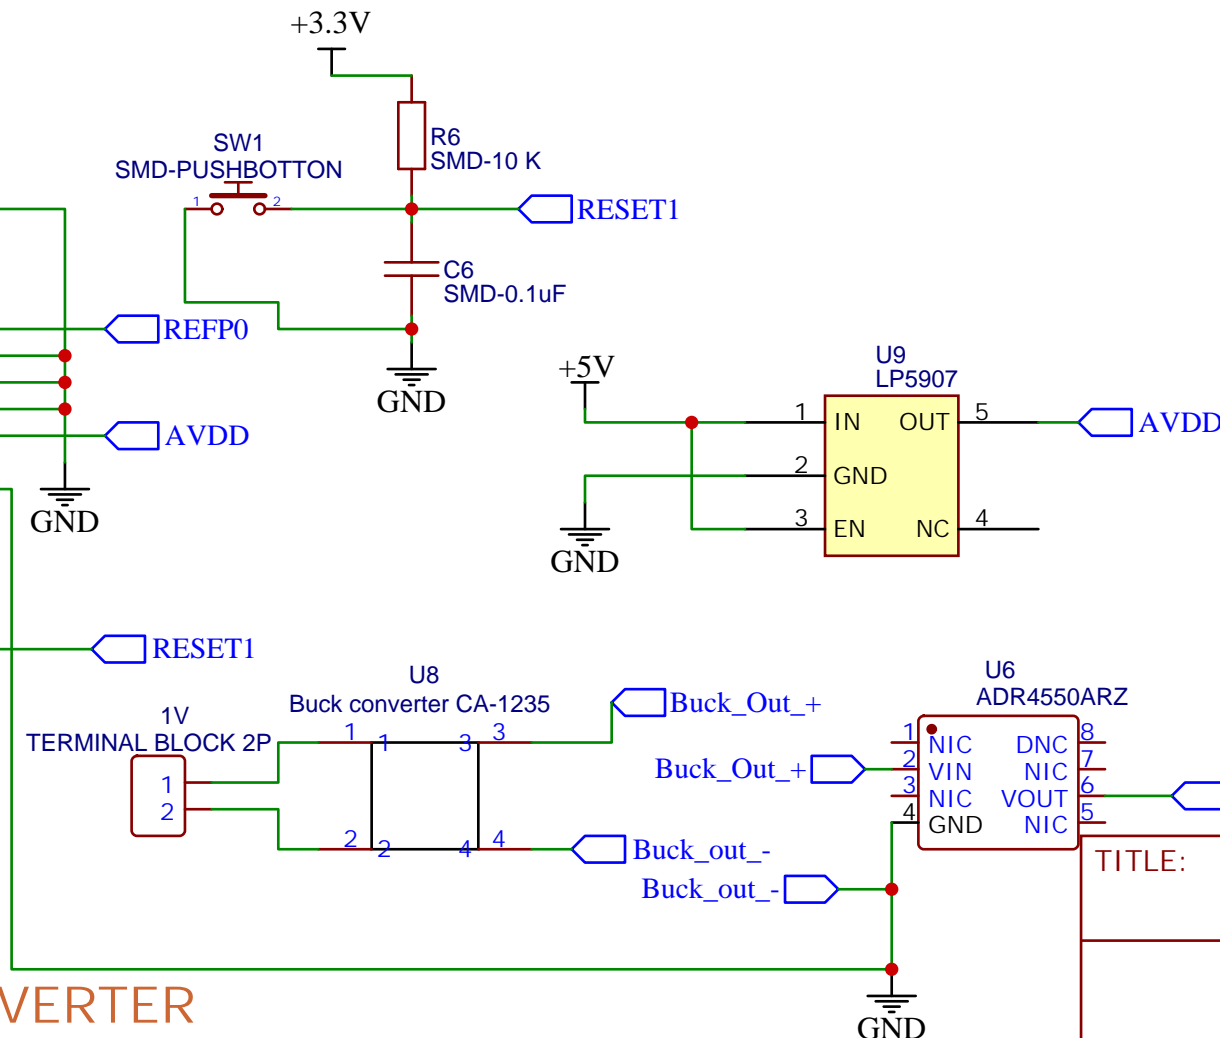 +3.3V
R6
SMD-10 K
SW1
SMD-PUSHBOTTON
1
2
RESET1
C6
SMD-0.1uF
REFP0
GND
AVDD
GND
+5V
U9
LP5907
1 IN OUT 5
AVDD
2 GND
3 EN NC 4
GND
RESET1
U8
Buck converter CA-1235
1V
TERMINAL BLOCK 2P
1
2
1 1 3 3
2 2 4 4
Buck_Out_+
Buck_out_-
U6
ADR4550ARZ
1 NIC DNC 8
Buck_Out_+
2 VIN NIC 7
3 NIC VOUT 6
4 GND NIC 5
Buck_out_-
TITLE:
GND
VERTER